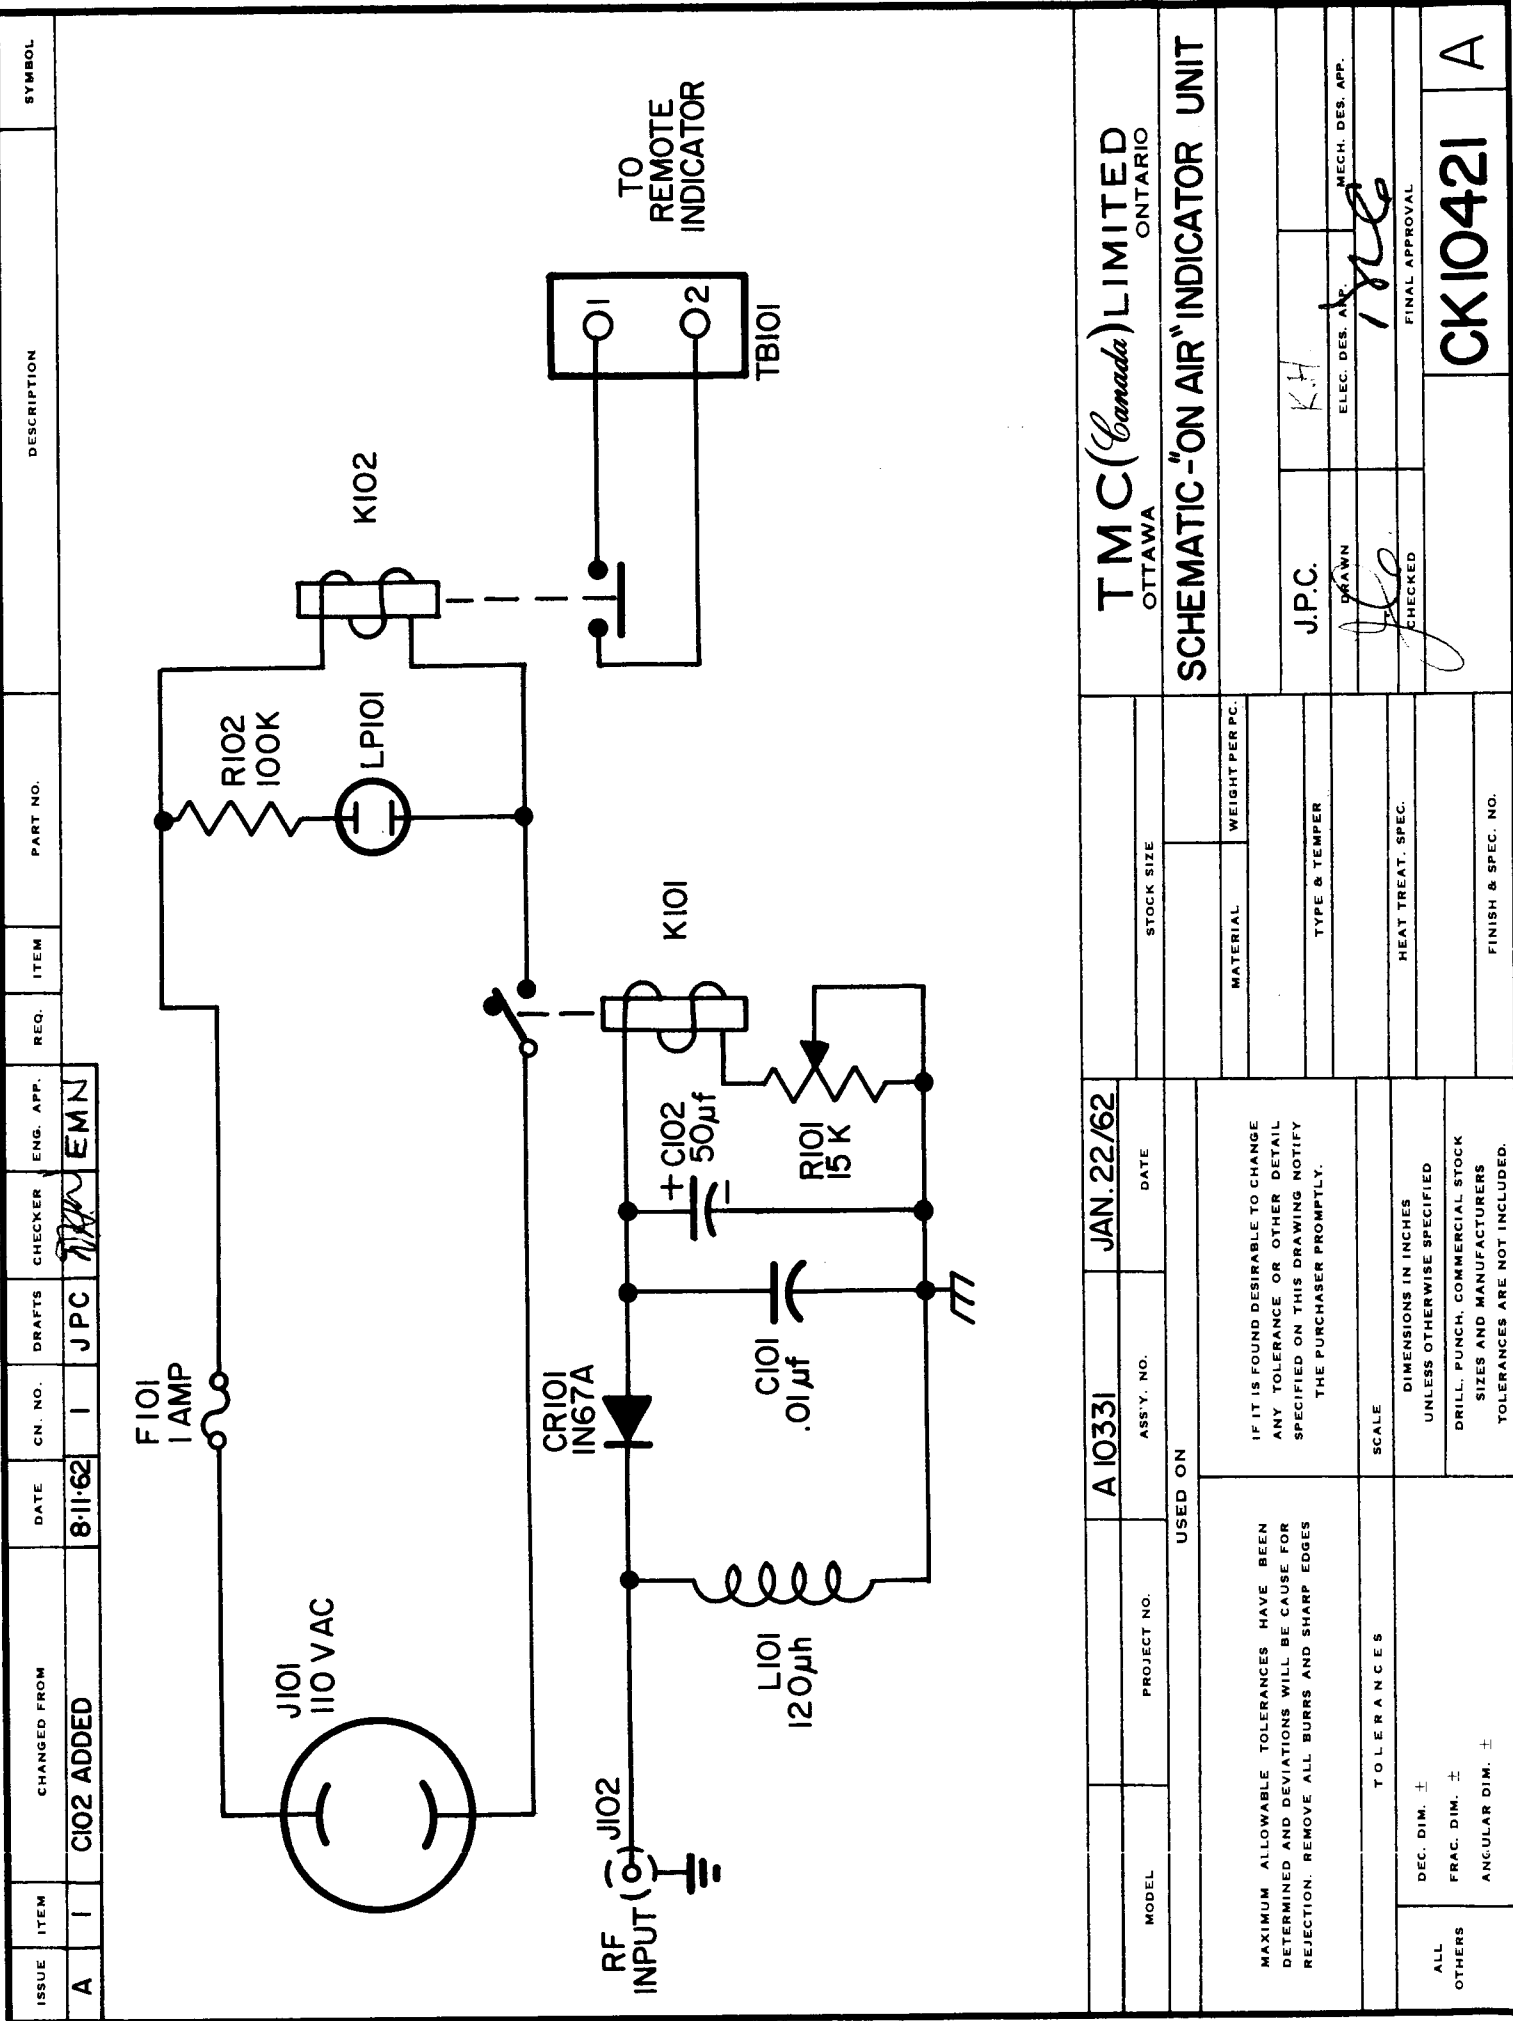 ISSUE ITEM CHANGED FROM DATE CN. NO. DRAFTS CHECKER ENG. APP. REQ. ITEM PART NO. DESCRIPTION SYMBOL
A 1 C102 ADDED 8·11·62 1 JPC EMN
F101
1 AMP
J101
110 VAC
R102
100K
LP101
K102
TO
REMOTE
INDICATOR
1
2
TB101
K101
CR101
IN67A
+ C102
50µf
–
C101
.01µf
R101
15 K
L101
120µh
RF
INPUT
J102
MODEL
PROJECT NO.
A 10331
ASS'Y. NO.
JAN. 22/62
DATE
USED ON
MAXIMUM ALLOWABLE TOLERANCES HAVE BEEN
DETERMINED AND DEVIATIONS WILL BE CAUSE FOR
REJECTION. REMOVE ALL BURRS AND SHARP EDGES
IF IT IS FOUND DESIRABLE TO CHANGE
ANY TOLERANCE OR OTHER DETAIL
SPECIFIED ON THIS DRAWING NOTIFY
THE PURCHASER PROMPTLY.
TOLERANCES
SCALE
ALL
OTHERS
DEC. DIM. ±
FRAC. DIM. ±
ANGULAR DIM. ±
DIMENSIONS IN INCHES
UNLESS OTHERWISE SPECIFIED
DRILL, PUNCH, COMMERCIAL STOCK
SIZES AND MANUFACTURERS
TOLERANCES ARE NOT INCLUDED.
STOCK SIZE
MATERIAL
WEIGHT PER PC.
TYPE & TEMPER
HEAT TREAT. SPEC.
FINISH & SPEC. NO.
TMC (Canada) LIMITED
OTTAWA ONTARIO
SCHEMATIC-"ON AIR" INDICATOR UNIT
J.P.C.
DRAWN
K.H
ELEC. DES. APP.
MECH. DES. APP.
CHECKED
FINAL APPROVAL
CK10421
A